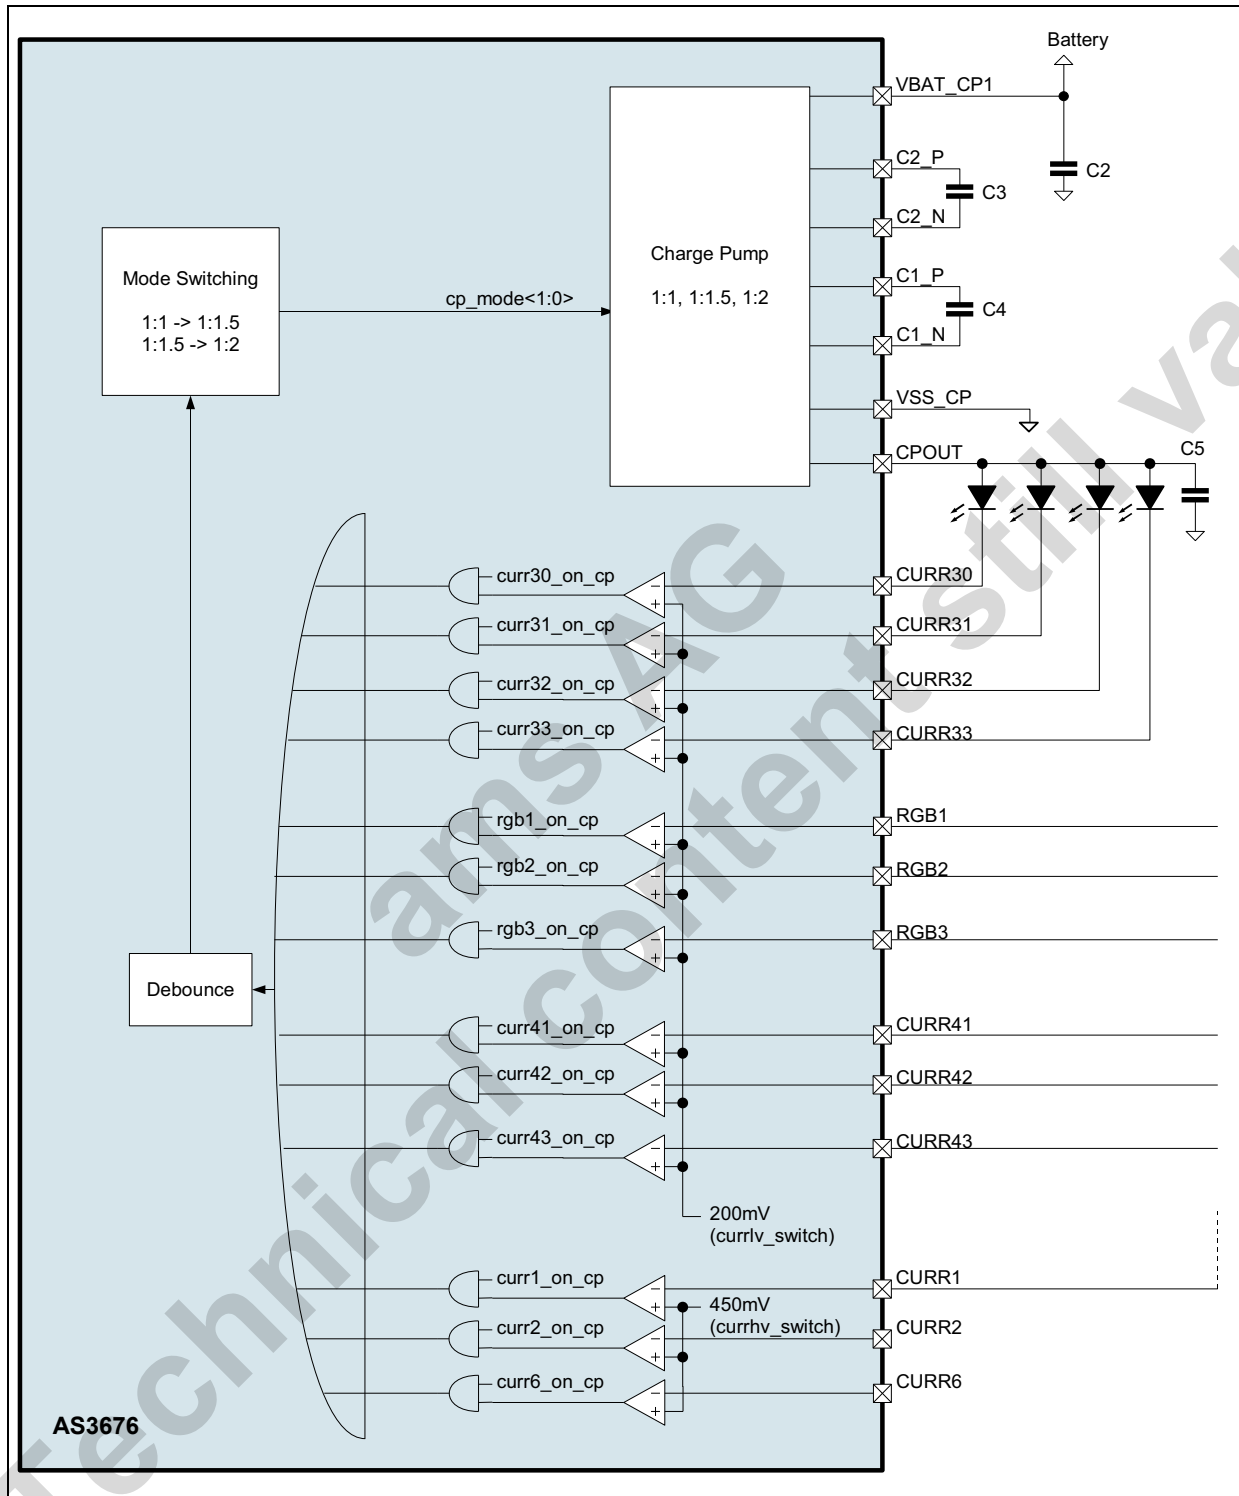 Battery
VBAT_CP1
C2_P
C2
C3
C2_N
Charge Pump
1:1, 1:1.5, 1:2
Mode Switching
1:1 -> 1:1.5
1:1.5 -> 1:2
cp_mode<1:0>
C1_P
C4
C1_N
VSS_CP
CPOUT
C5
curr30_on_cp
CURR30
curr31_on_cp
CURR31
curr32_on_cp
CURR32
curr33_on_cp
CURR33
rgb1_on_cp
RGB1
rgb2_on_cp
RGB2
rgb3_on_cp
RGB3
Debounce
curr41_on_cp
CURR41
curr42_on_cp
CURR42
curr43_on_cp
CURR43
200mV
(currlv_switch)
curr1_on_cp
CURR1
450mV
(currhv_switch)
curr2_on_cp
CURR2
curr6_on_cp
CURR6
AS3676
ams AG
Technical content still va